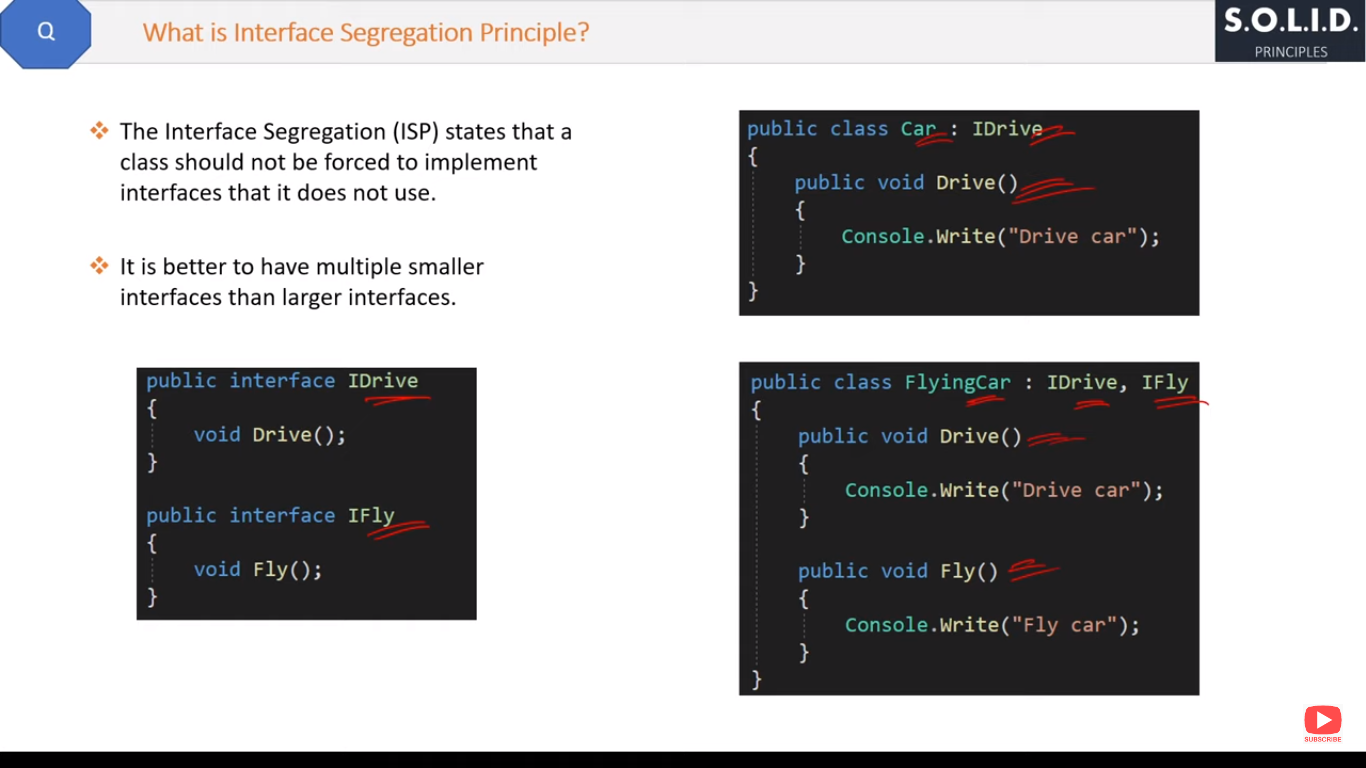 Q
What is Interface Segregation Principle?
S.O.L.I.D.
PRINCIPLES
The Interface Segregation (ISP) states that a
class should not be forced to implement
interfaces that it does not use.
It is better to have multiple smaller
interfaces than larger interfaces.
public interface IDrive
{
void Drive();
}
public interface IFly
{
void Fly();
}
public class Car : IDrive
{
public void Drive()
{
Console.Write("Drive car");
}
}
public class FlyingCar : IDrive, IFly
{
public void Drive()
{
Console.Write("Drive car");
}
public void Fly()
{
Console.Write("Fly car");
}
}
SUBSCRIBE